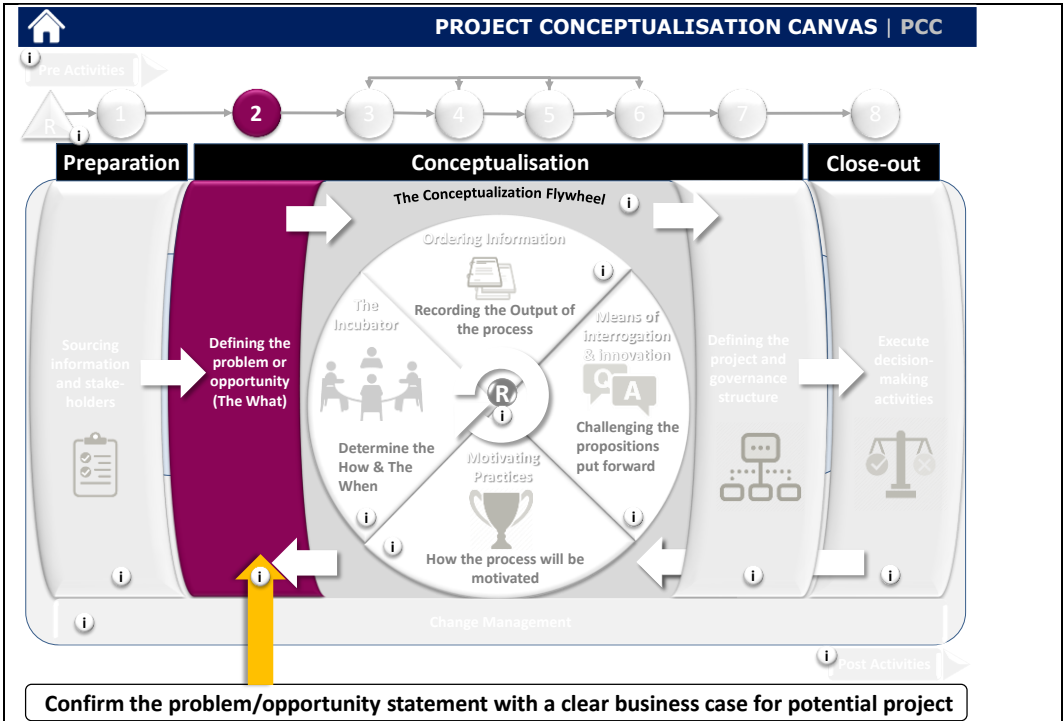 PROJECT CONCEPTUALISATION CANVAS | PCC
i
Pre Activities
R
i
1
2
3
4
5
6
7
8
Preparation
Conceptualisation
Close-out
The Conceptualization Flywheel
i
Sourcing
information
and stake-
holders
i
Defining the
problem or
opportunity
(The What)
i
Ordering Information
i
Recording the Output of
the process
The
Incubator
Determine the
How & The
When
i
R
i
Means of
interrogation
& Innovation
Q
A
Challenging the
propositions
put forward
i
Motivating
Practices
i
How the process will be
motivated
Defining the
project and
governance
structure
i
Execute
decision-
making
activities
i
i
Change Management
i
Post Activities
Confirm the problem/opportunity statement with a clear business case for potential project